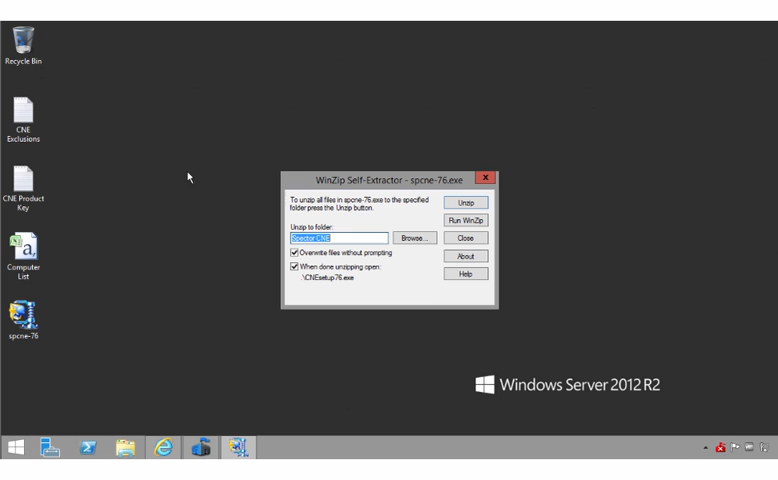 Recycle Bin
CNE
Exclusions
CNE Product
Key
Computer
List
spcne-76
WinZip Self-Extractor - spcne-76.exe
X
To unzip all files in spcne-76.exe to the specified
folder press the Unzip button.
Unzip to folder:
Spector CNE
Browse...
Overwrite files without prompting
When done unzipping open:
.\CNEsetup76.exe
Unzip
Run WinZip
Close
About
Help
Windows Server 2012 R2